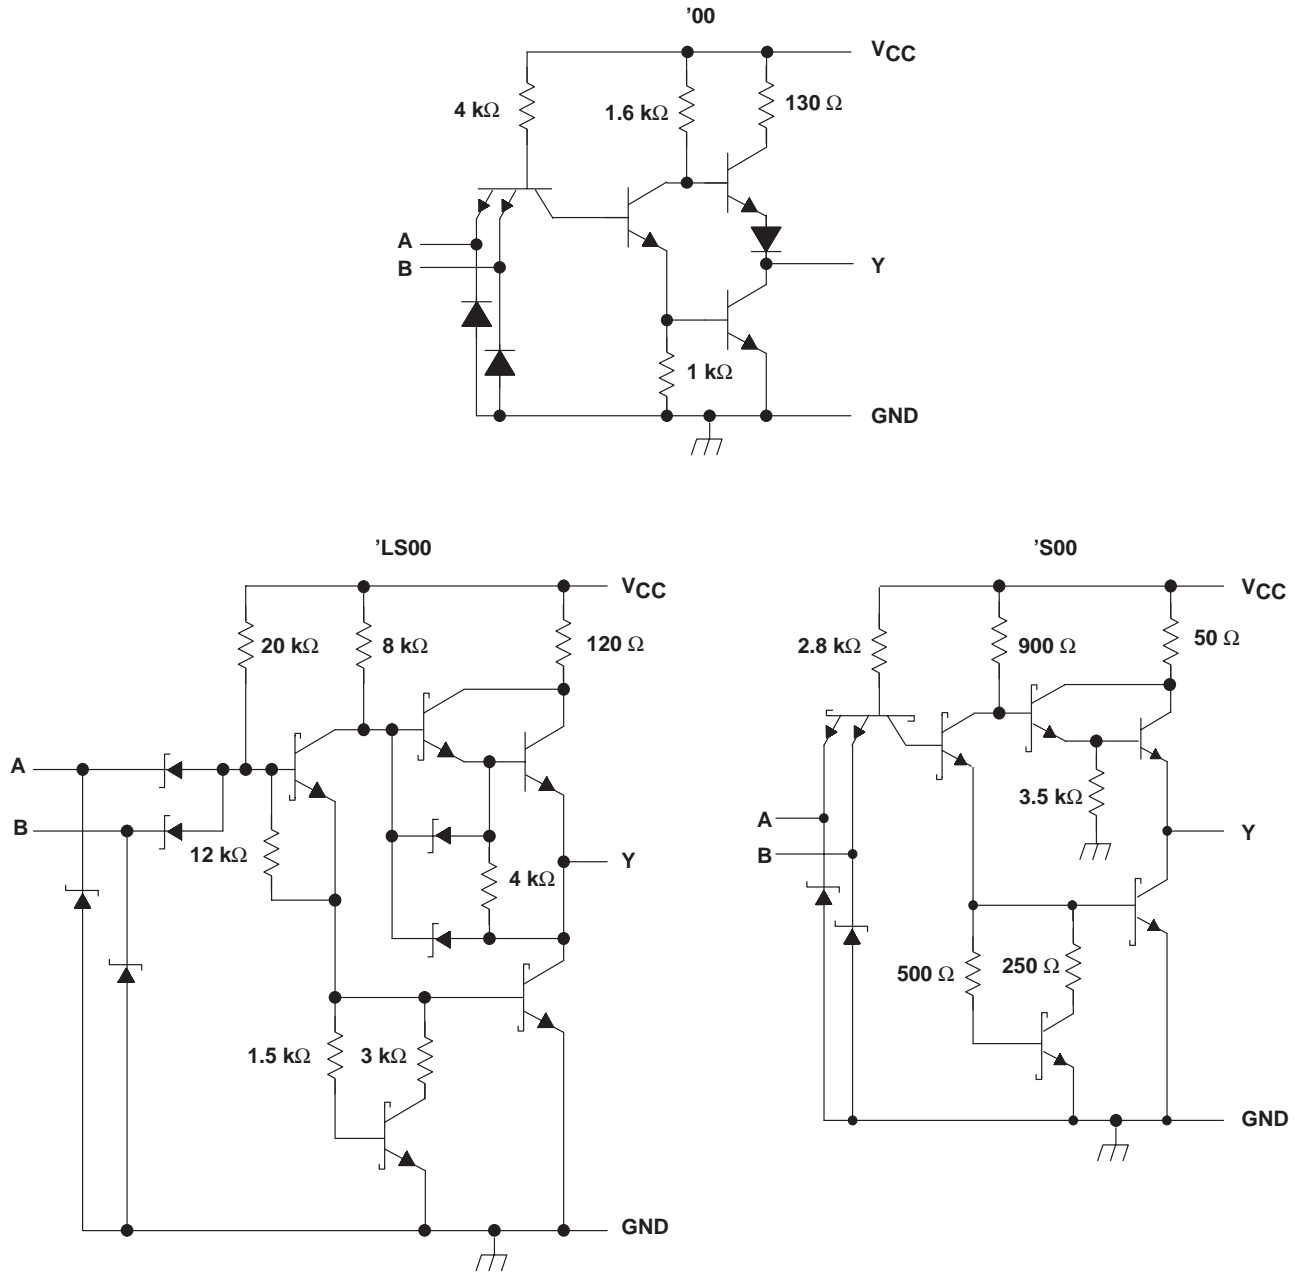 ’00
VCC
4 kΩ
1.6 kΩ
130 Ω
A
B
Y
1 kΩ
GND
’LS00
VCC
20 kΩ
8 kΩ
120 Ω
A
B
12 kΩ
Y
4 kΩ
1.5 kΩ
3 kΩ
GND
’S00
VCC
2.8 kΩ
900 Ω
50 Ω
3.5 kΩ
A
B
Y
500 Ω
250 Ω
GND